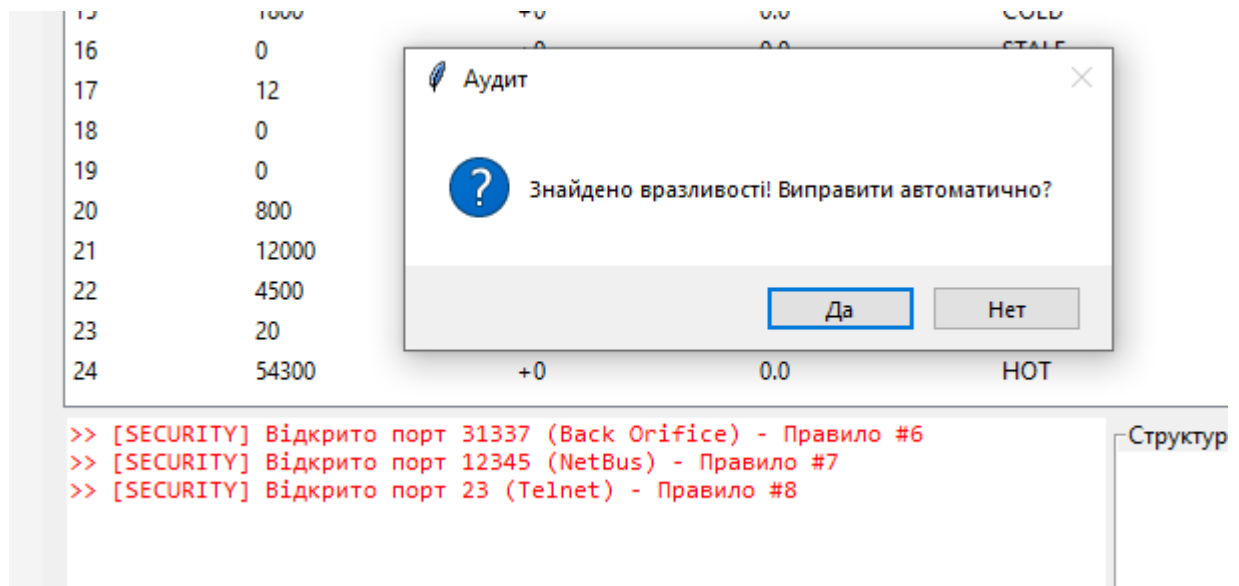 16 0
17 12
18 0
19 0
20 800
21 12000
22 4500
23 20
24 54300 +0 0.0 HOT
Аудит
Знайдено вразливості! Виправити автоматично?
Да Нет
>> [SECURITY] Відкрито порт 31337 (Back Orifice) - Правило #6
>> [SECURITY] Відкрито порт 12345 (NetBus) - Правило #7
>> [SECURITY] Відкрито порт 23 (Telnet) - Правило #8
Структур